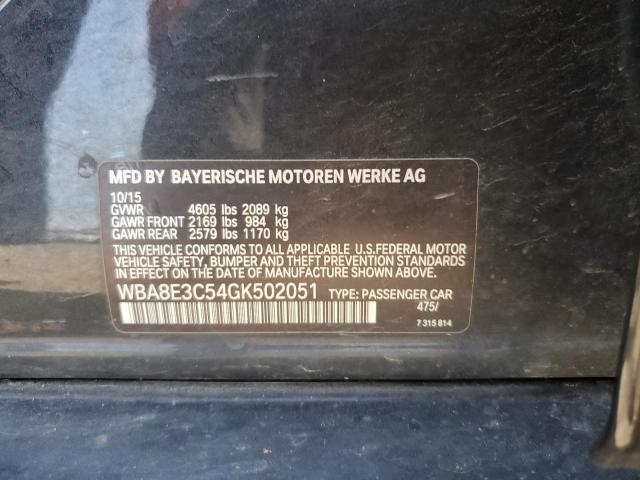 MFD BY BAYERISCHE MOTOREN WERKE AG
10/15
GVWR 4605 lbs 2089 kg
GAWR FRONT 2169 lbs 984 kg
GAWR REAR 2579 lbs 1170 kg
THIS VEHICLE CONFORMS TO ALL APPLICABLE U.S.FEDERAL MOTOR
VEHICLE SAFETY, BUMPER AND THEFT PREVENTION STANDARDS
IN EFFECT ON THE DATE OF MANUFACTURE SHOWN ABOVE.
WBA8E3C54GK502051 TYPE: PASSENGER CAR
475/
7 315 814